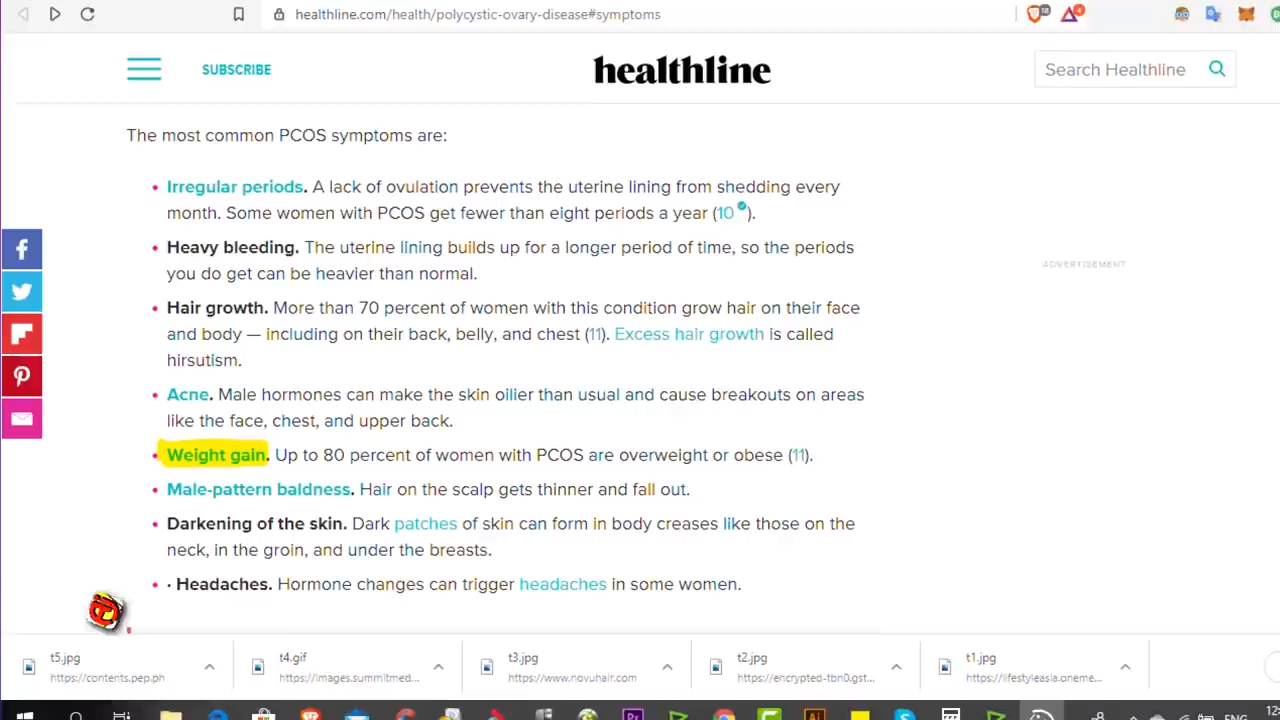 healthline.com/health/polycystic-ovary-disease#symptoms
18
4
SUBSCRIBE
healthline
Search Healthline
The most common PCOS symptoms are:
• Irregular periods. A lack of ovulation prevents the uterine lining from shedding every
month. Some women with PCOS get fewer than eight periods a year (10).
• Heavy bleeding. The uterine lining builds up for a longer period of time, so the periods
you do get can be heavier than normal.
ADVERTISEMENT
• Hair growth. More than 70 percent of women with this condition grow hair on their face
and body — including on their back, belly, and chest (11). Excess hair growth is called
hirsutism.
• Acne. Male hormones can make the skin oilier than usual and cause breakouts on areas
like the face, chest, and upper back.
• Weight gain. Up to 80 percent of women with PCOS are overweight or obese (11).
• Male-pattern baldness. Hair on the scalp gets thinner and fall out.
• Darkening of the skin. Dark patches of skin can form in body creases like those on the
neck, in the groin, and under the breasts.
• · Headaches. Hormone changes can trigger headaches in some women.
t5.jpg
https://contents.pep.ph
t4.gif
https://images.summitmed...
t3.jpg
https://www.novuhair.com
t2.jpg
https://encrypted-tbn0.gst...
t1.jpg
https://lifestyleasia.oneme...
Pr
Ai
ENG